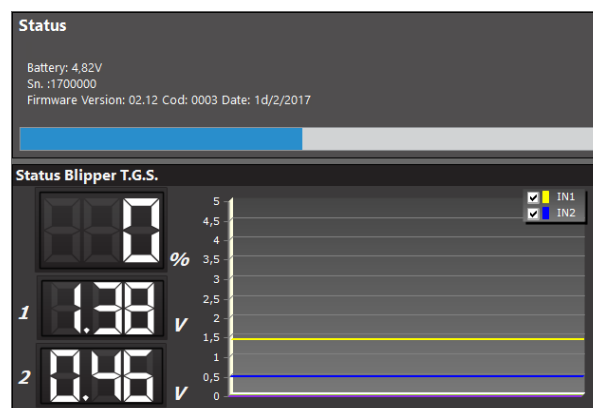 Status
Battery: 4,82V
Sn. :1700000
Firmware Version: 02.12 Cod: 0003 Date: 1d/2/2017
Status Blipper T.G.S.
0 %
1 1.38 V
2 0.46 V
5
4,5
4
3,5
3
2,5
2
1,5
1
0,5
0
IN1
IN2